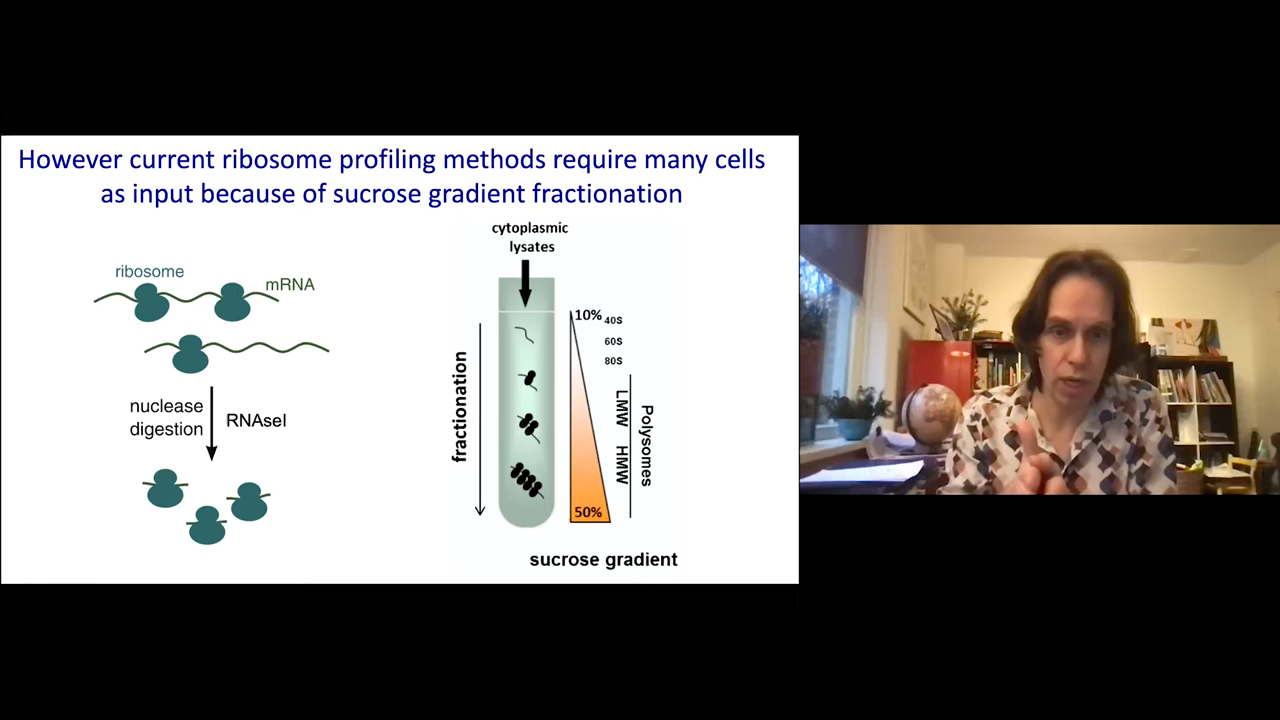 However current ribosome profiling methods require many cells
as input because of sucrose gradient fractionation
ribosome
mRNA
nuclease
digestion
RNAseI
cytoplasmic
lysates
fractionation
10%
40S
60S
80S
LMW
HMW
Polysomes
50%
sucrose gradient